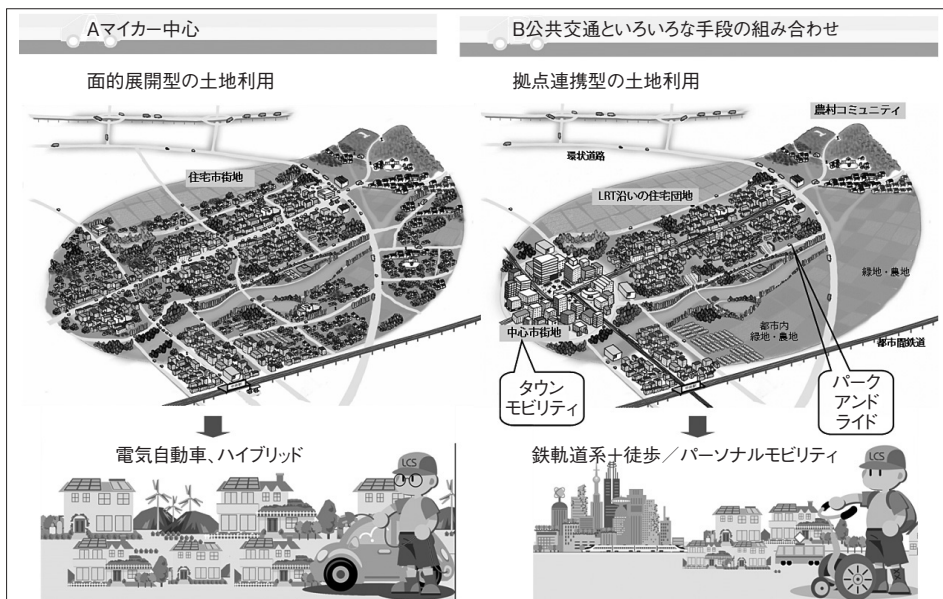 Aマイカー中心
面的展開型の土地利用
住宅市街地
電気自動車、ハイブリッド
LCS
B公共交通といろいろな手段の組み合わせ
拠点連携型の土地利用
農村コミュニティ
環状道路
LRT沿いの住宅団地
緑地・農地
都市内
緑地・農地
中心市街地
都市間鉄道
タウン
モビリティ
パーク
アンド
ライド
鉄軌道系+徒歩/パーソナルモビリティ
LCS